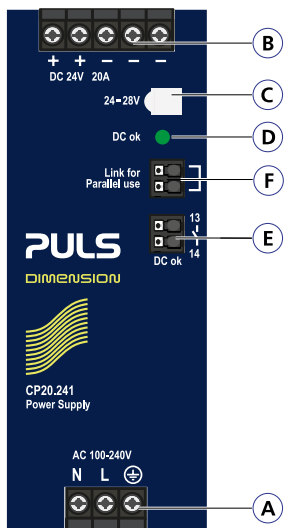 B
+ + – – –
DC 24V 20A
24–28V
C
DC ok
D
Link for
Parallel use
F
13
E
14
DC ok
PULS
DIMENSION
CP20.241
Power Supply
AC 100-240V
N L
A